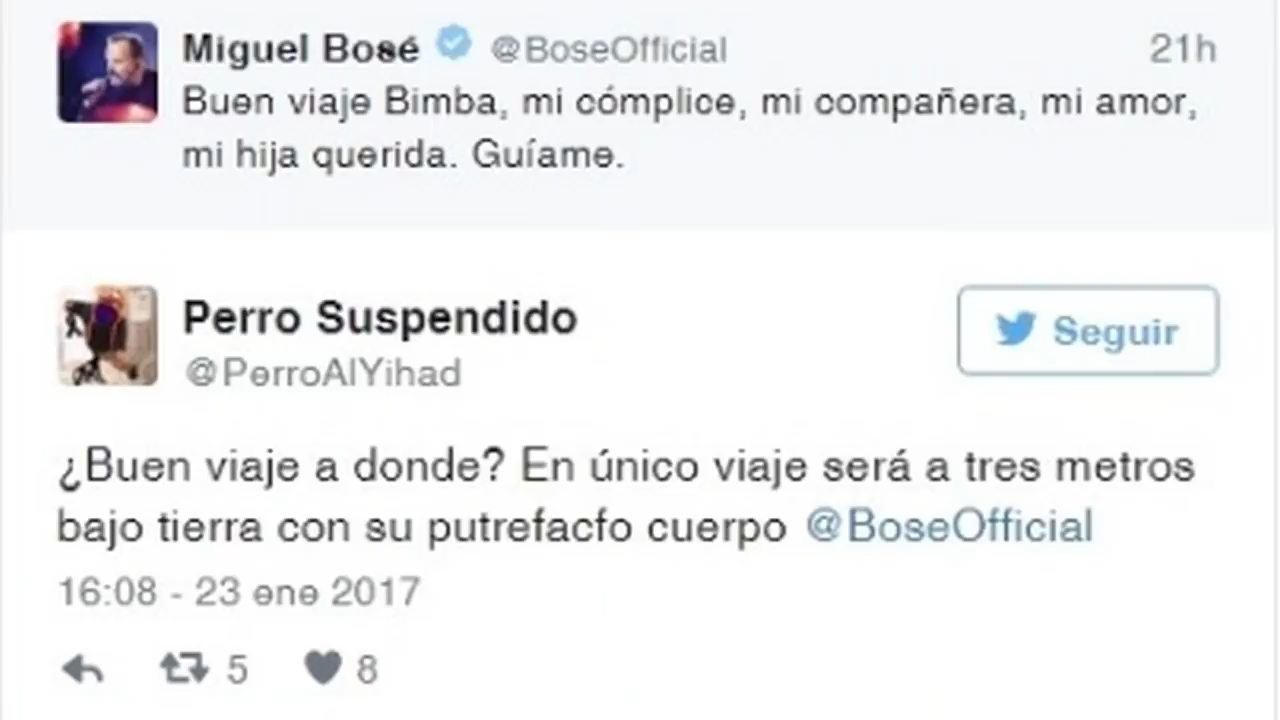 Miguel Bosé @BoseOfficial 21h
Buen viaje Bimba, mi cómplice, mi compañera, mi amor,
mi hija querida. Guíame.
Perro Suspendido
@PerroAlYihad
Seguir
¿Buen viaje a donde? En único viaje será a tres metros
bajo tierra con su putrefacfo cuerpo @BoseOfficial
16:08 - 23 ene 2017
5 8